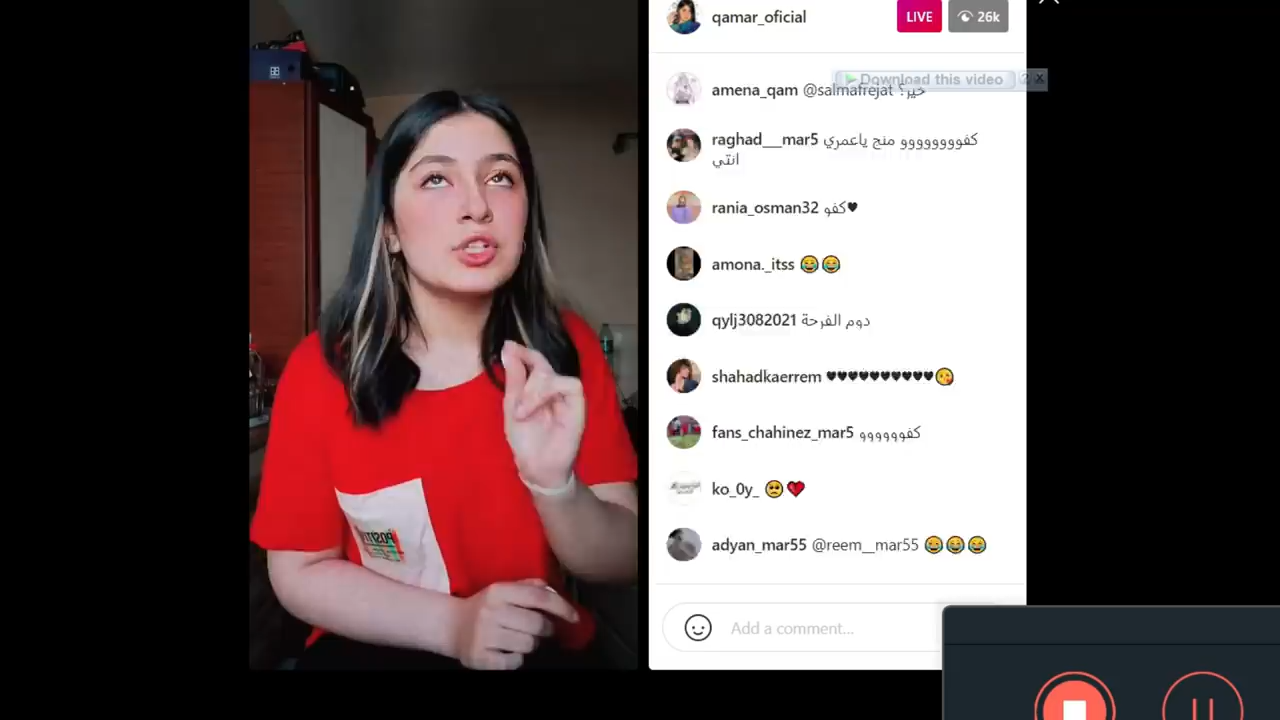 qamar_oficial
LIVE
26k
Download this video
? X
amena_qam @salmafrejat خير؟
raghad__mar5 كفووووووووو منج ياعمري
انتي
rania_osman32 كفو🖤
amona._itss 😂😂
qylj3082021 دوم الفرحة
shahadkaerrem 🖤🖤🖤🖤🖤🖤🖤🖤🖤🖤😘
fans_chahinez_mar5 كفوووووو
ko_0y_ 🥺❤️
adyan_mar55 @reem__mar55 😂😂😂
Add a comment...